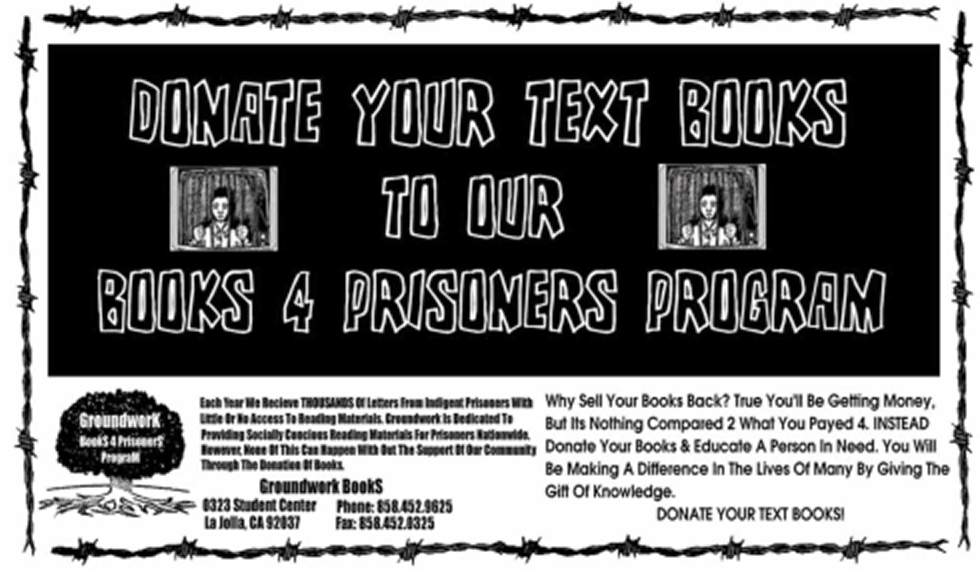 DONATE YOUR TEXT BOOKS
TO OUR
BOOKS 4 PRISONERS PROGRAM
GroundworK
BooKS 4 PrisonerS
PrograM
Each Year We Recieve THOUSANDS Of Letters From Indigent Prisoners With
Little Or No Access To Reading Materials. Groundwork Is Dedicated To
Providing Socially Concious Reading Materials For Prisoners Nationwide.
However, None Of This Can Happen With Out The Support Of Our Community
Through The Donation Of Books.
Groundwork BookS
0323 Student Center Phone: 858.452.9625
La Jolla, CA 92037 Fax: 858.452.0325
Why Sell Your Books Back? True You'll Be Getting Money,
But Its Nothing Compared 2 What You Payed 4. INSTEAD
Donate Your Books & Educate A Person In Need. You Will
Be Making A Difference In The Lives Of Many By Giving The
Gift Of Knowledge.
DONATE YOUR TEXT BOOKS!